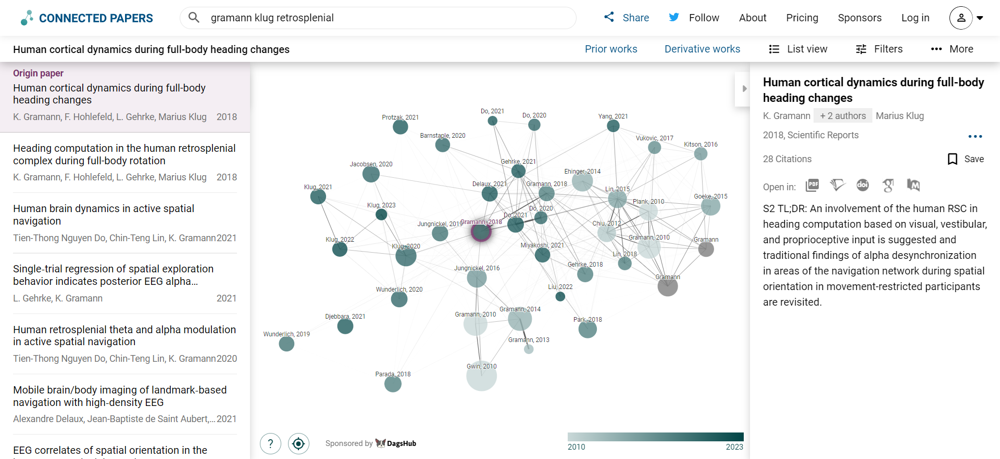 CONNECTED PAPERS
gramann klug retrosplenial
Share
Follow
About
Pricing
Sponsors
Log in
Human cortical dynamics during full-body heading changes
Prior works
Derivative works
List view
Filters
More
Origin paper
Human cortical dynamics during full-body
heading changes
K. Gramann, F. Hohlefeld, L. Gehrke, Marius Klug 2018
Heading computation in the human retrosplenial
complex during full-body rotation
K. Gramann, F. Hohlefeld, L. Gehrke, Marius Klug 2018
Human brain dynamics in active spatial
navigation
Tien-Thong Nguyen Do, Chin-Teng Lin, K. Gramann 2021
Single-trial regression of spatial exploration
behavior indicates posterior EEG alpha...
L. Gehrke, K. Gramann 2021
Human retrosplenial theta and alpha modulation
in active spatial navigation
Tien-Thong Nguyen Do, Chin-Teng Lin, K. Gramann 2020
Mobile brain/body imaging of landmark-based
navigation with high-density EEG
Alexandre Delaux, Jean-Baptiste de Saint Aubert,... 2021
EEG correlates of spatial orientation in the
Do, 2021
Do, 2020
Protzak, 2021
Yang, 2021
Barnstaple, 2020
Vukovic, 2017
Kitson, 2016
Jacobsen, 2020
Gehrke, 2021
Ehinger, 2014
Klug, 2021
Delaux, 2021
Gramann, 2018
Lin, 2015
Goeke, 2015
Klug, 2023
Plank, 2010
Do, 2020
Do, 2021
Jungnickel, 2019
Gramann, 2018
Chiu, 2012
Klug, 2022
Klug, 2020
Miyakoshi, 2021
Gramann, 2010
Gramann
Lin, 2018
Jungnickel, 2016
Gehrke, 2018
Gramann
Wunderlich, 2020
Liu, 2022
Djebbara, 2021
Gramann, 2010
Gramann, 2014
Park, 2018
Wunderlich, 2019
Gramann, 2013
Parada, 2018
Gwin, 2010
?
Sponsored by DagsHub
2010
2023
Human cortical dynamics during full-body
heading changes
K. Gramann + 2 authors Marius Klug
2018, Scientific Reports
28 Citations
Save
Open in:
PDF
doi
S2 TL;DR: An involvement of the human RSC in
heading computation based on visual, vestibular,
and proprioceptive input is suggested and
traditional findings of alpha desynchronization
in areas of the navigation network during spatial
orientation in movement-restricted participants
are revisited.